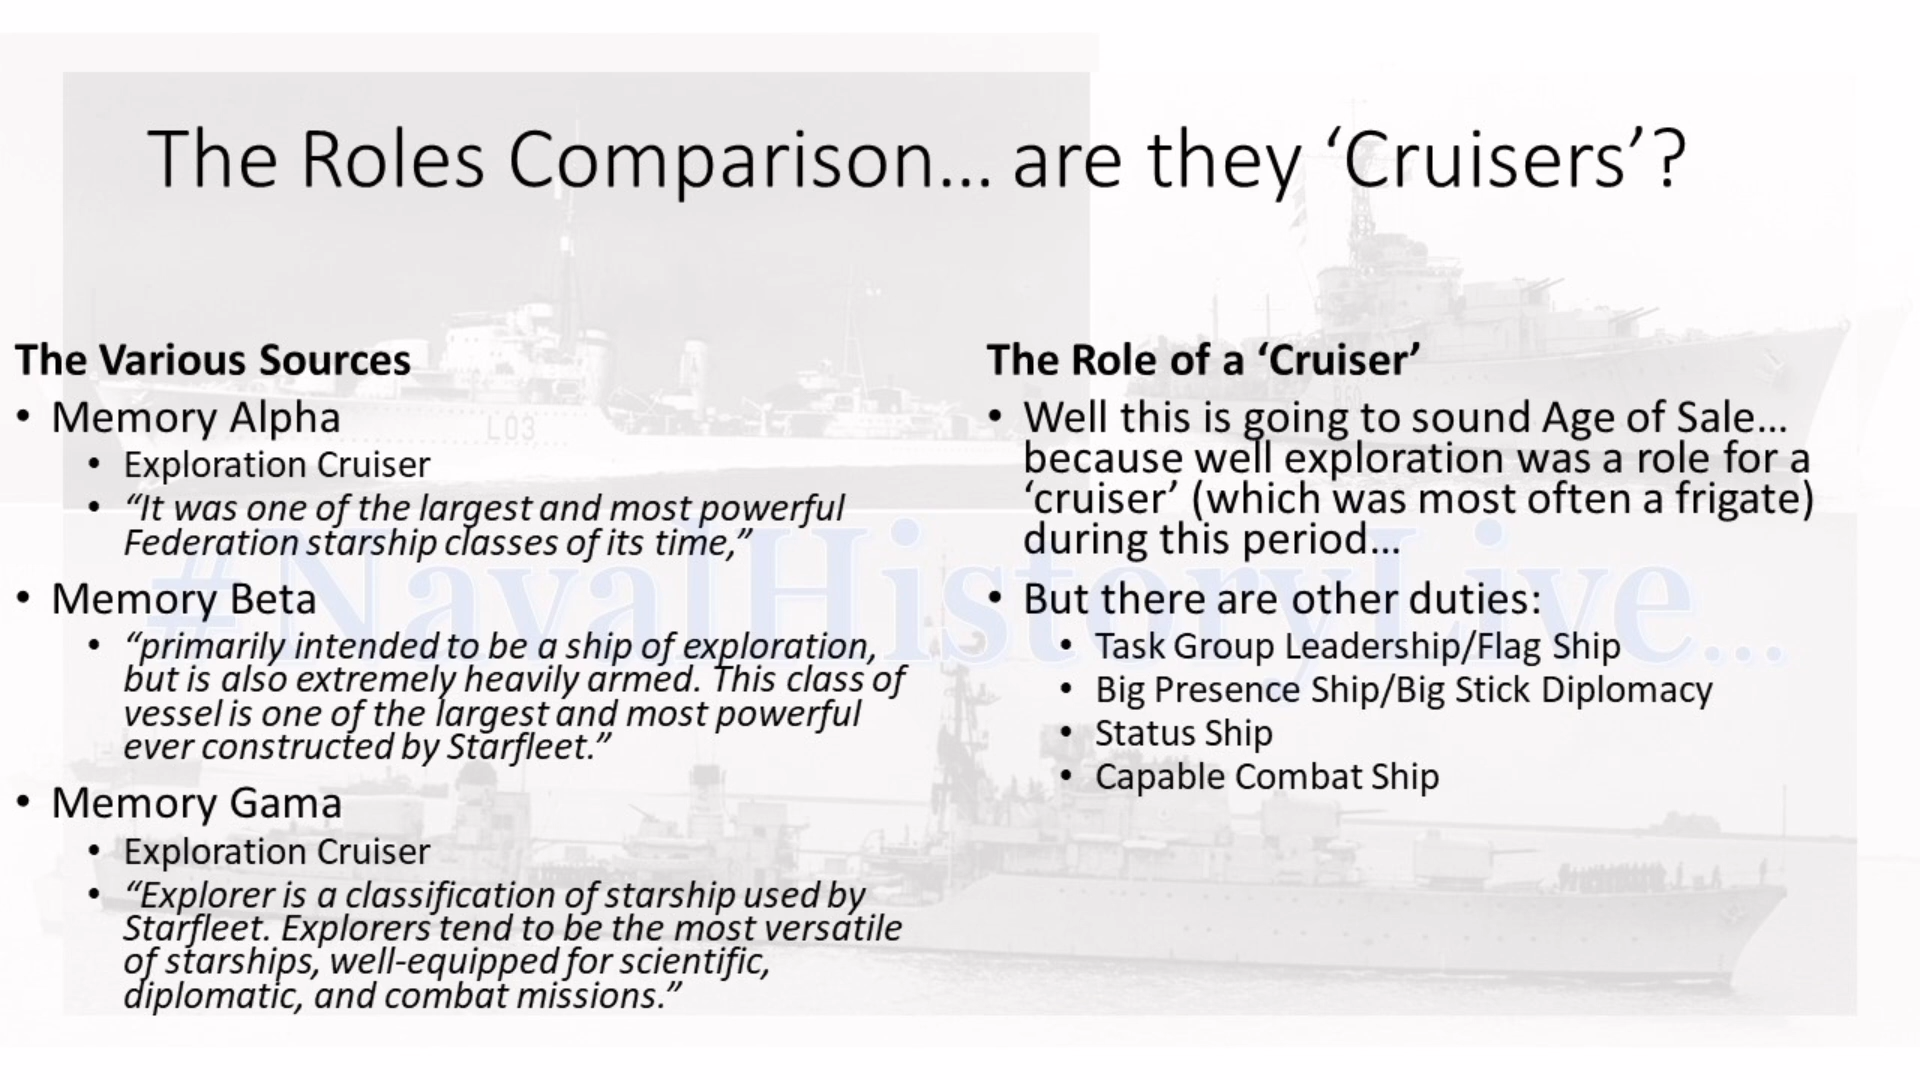 The Roles Comparison... are they ‘Cruisers’?
The Various Sources
• Memory Alpha
• Exploration Cruiser
• “It was one of the largest and most powerful
Federation starship classes of its time,”
• Memory Beta
• “primarily intended to be a ship of exploration,
but is also extremely heavily armed. This class of
vessel is one of the largest and most powerful
ever constructed by Starfleet.”
• Memory Gama
• Exploration Cruiser
• “Explorer is a classification of starship used by
Starfleet. Explorers tend to be the most versatile
of starships, well-equipped for scientific,
diplomatic, and combat missions.”
The Role of a ‘Cruiser’
• Well this is going to sound Age of Sale...
because well exploration was a role for a
‘cruiser’ (which was most often a frigate)
during this period...
• But there are other duties:
• Task Group Leadership/Flag Ship
• Big Presence Ship/Big Stick Diplomacy
• Status Ship
• Capable Combat Ship
#NavalHistoryLive...
L03